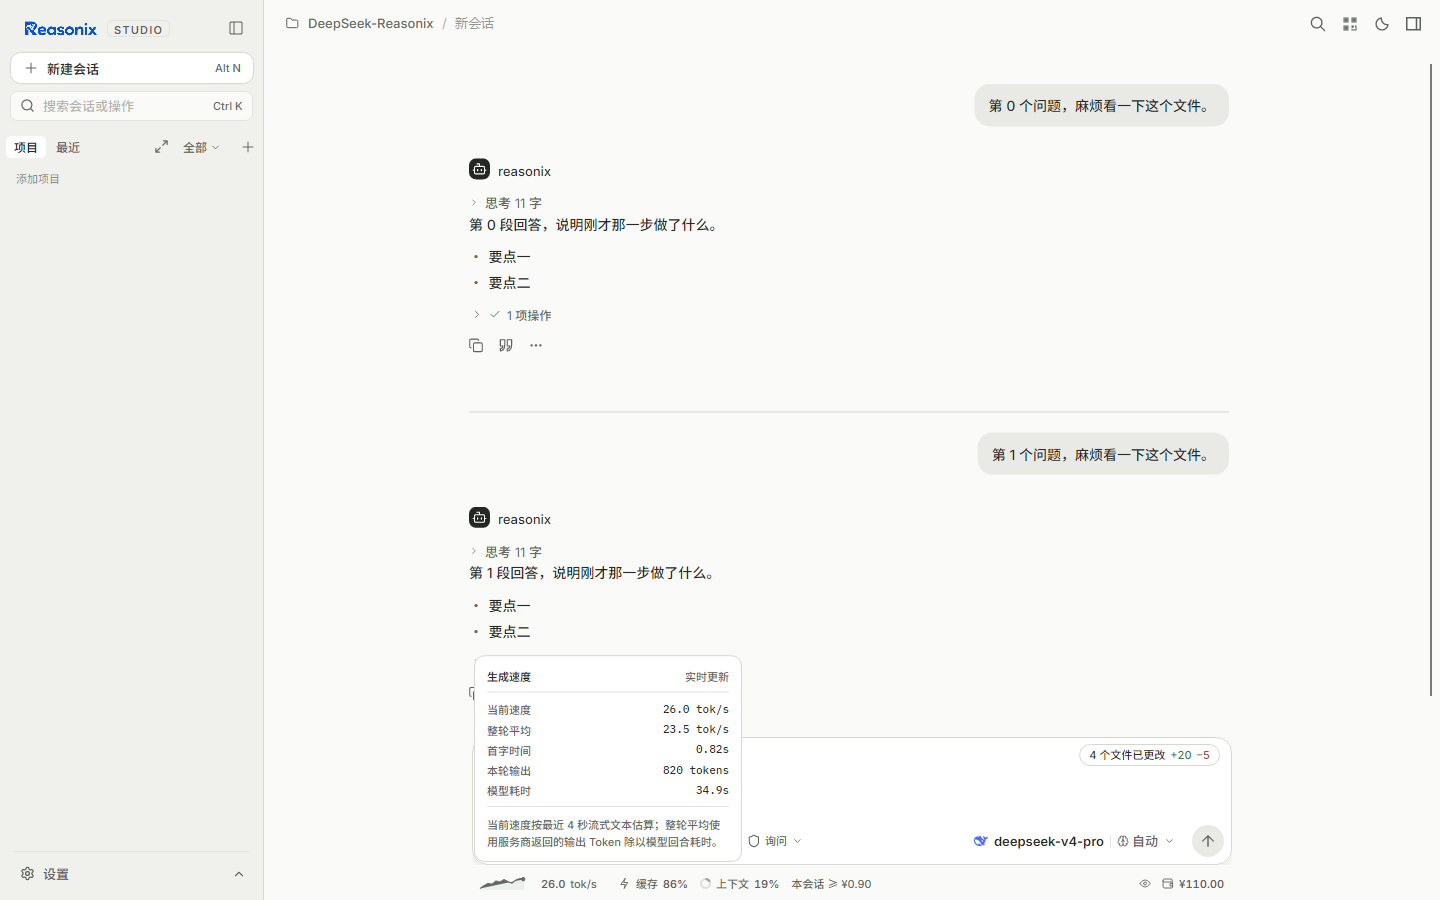 Reasonix STUDIO
新建会话 Alt N
搜索会话或操作 Ctrl K
项目 最近 全部
添加项目
设置
DeepSeek-Reasonix / 新会话
第 0 个问题，麻烦看一下这个文件。
reasonix
思考 11 字
第 0 段回答，说明刚才那一步做了什么。
• 要点一
• 要点二
1 项操作
第 1 个问题，麻烦看一下这个文件。
reasonix
思考 11 字
第 1 段回答，说明刚才那一步做了什么。
• 要点一
• 要点二
生成速度 实时更新
当前速度 26.0 tok/s
整轮平均 23.5 tok/s
首字时间 0.82s
本轮输出 820 tokens
模型耗时 34.9s
当前速度按最近 4 秒流式文本估算；整轮平均使
用服务商返回的输出 Token 除以模型回合耗时。
4 个文件已更改 +20 −5
询问 deepseek-v4-pro 自动
26.0 tok/s 缓存 86% 上下文 19% 本会话 ≥ ¥0.90 ¥110.00